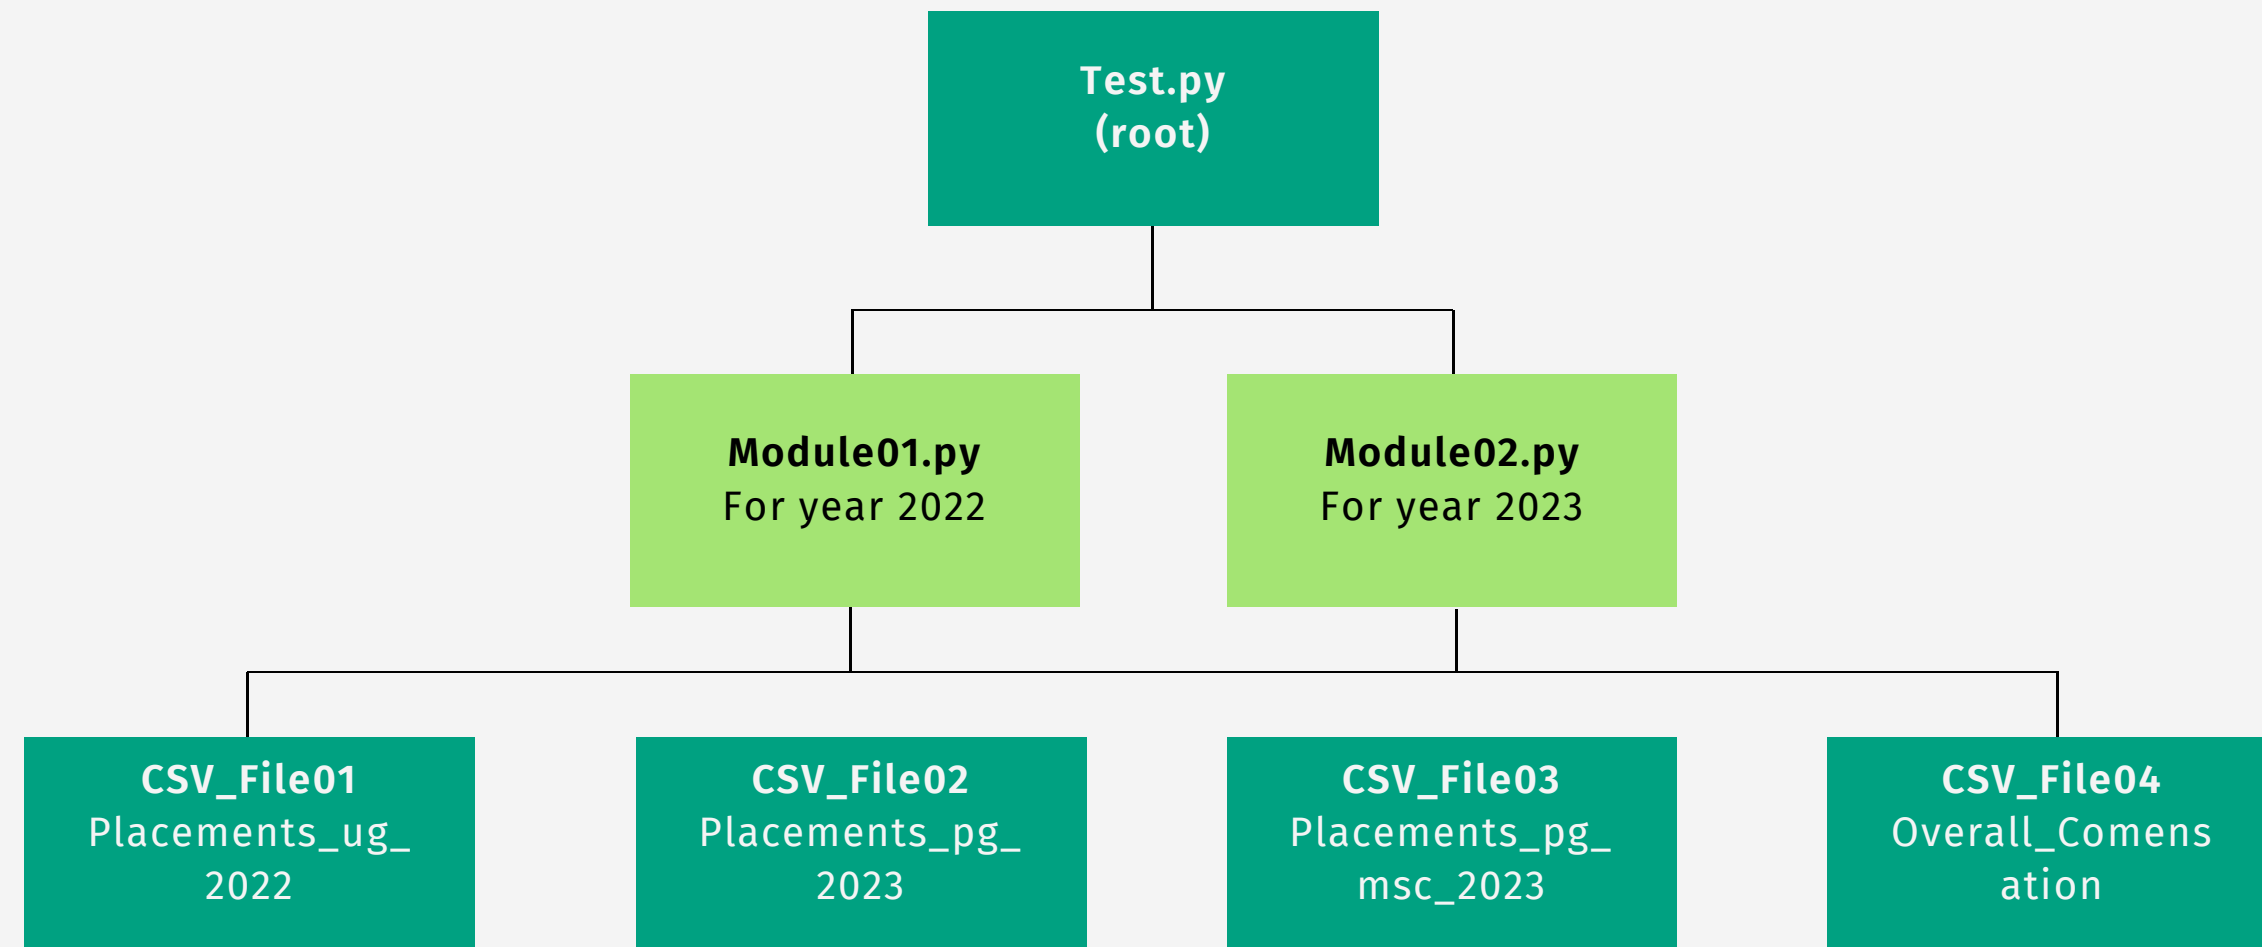 Test.py
(root)
Module01.py
For year 2022
Module02.py
For year 2023
CSV_File01
Placements_ug_
2022
CSV_File02
Placements_pg_
2023
CSV_File03
Placements_pg_
msc_2023
CSV_File04
Overall_Comens
ation